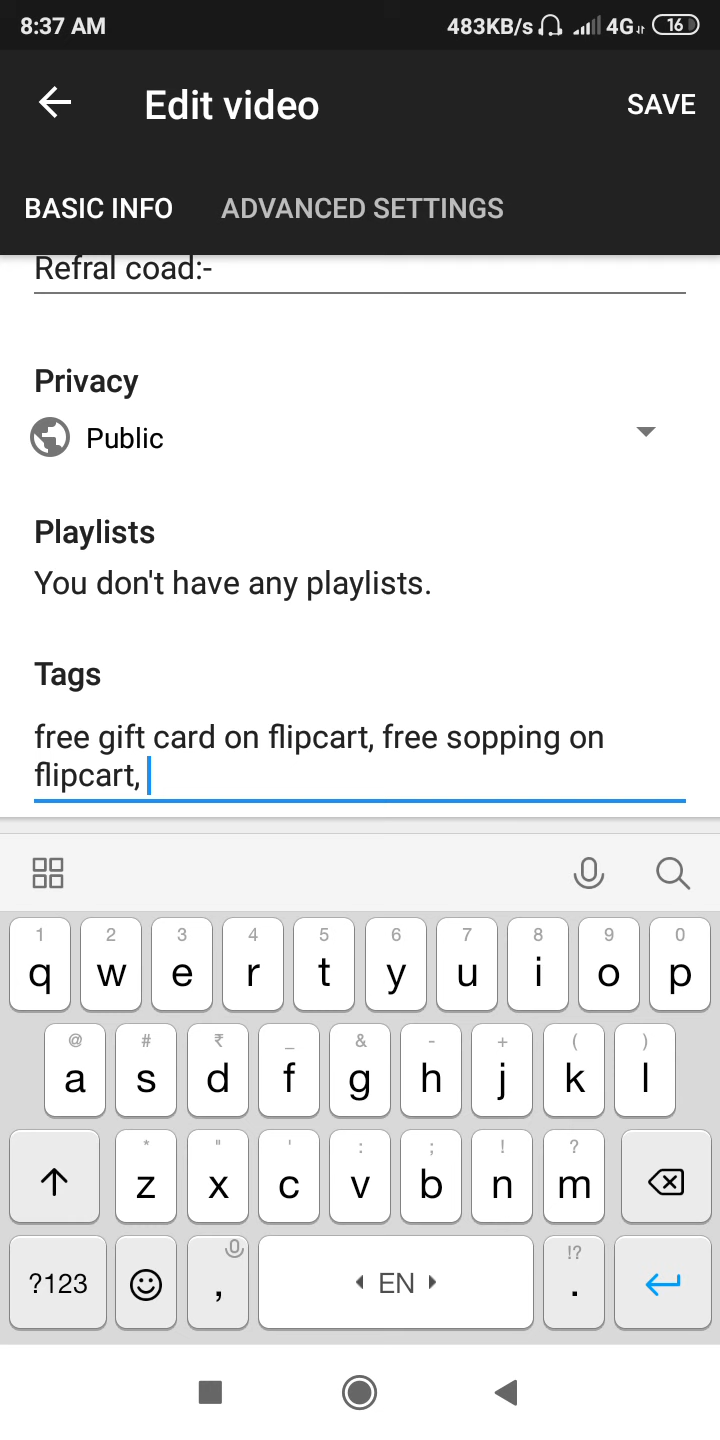 8:37 AM 483KB/s 4G 16
Edit video SAVE
BASIC INFO ADVANCED SETTINGS
Refral coad:-
Privacy
Public
Playlists
You don't have any playlists.
Tags
free gift card on flipcart, free sopping on
flipcart,
1 2 3 4 5 6 7 8 9 0
q w e r t y u i o p
@ # ₹ _ & - + ( )
a s d f g h j k l
* " ' : ; ! ?
z x c v b n m
!?
?123 , EN .